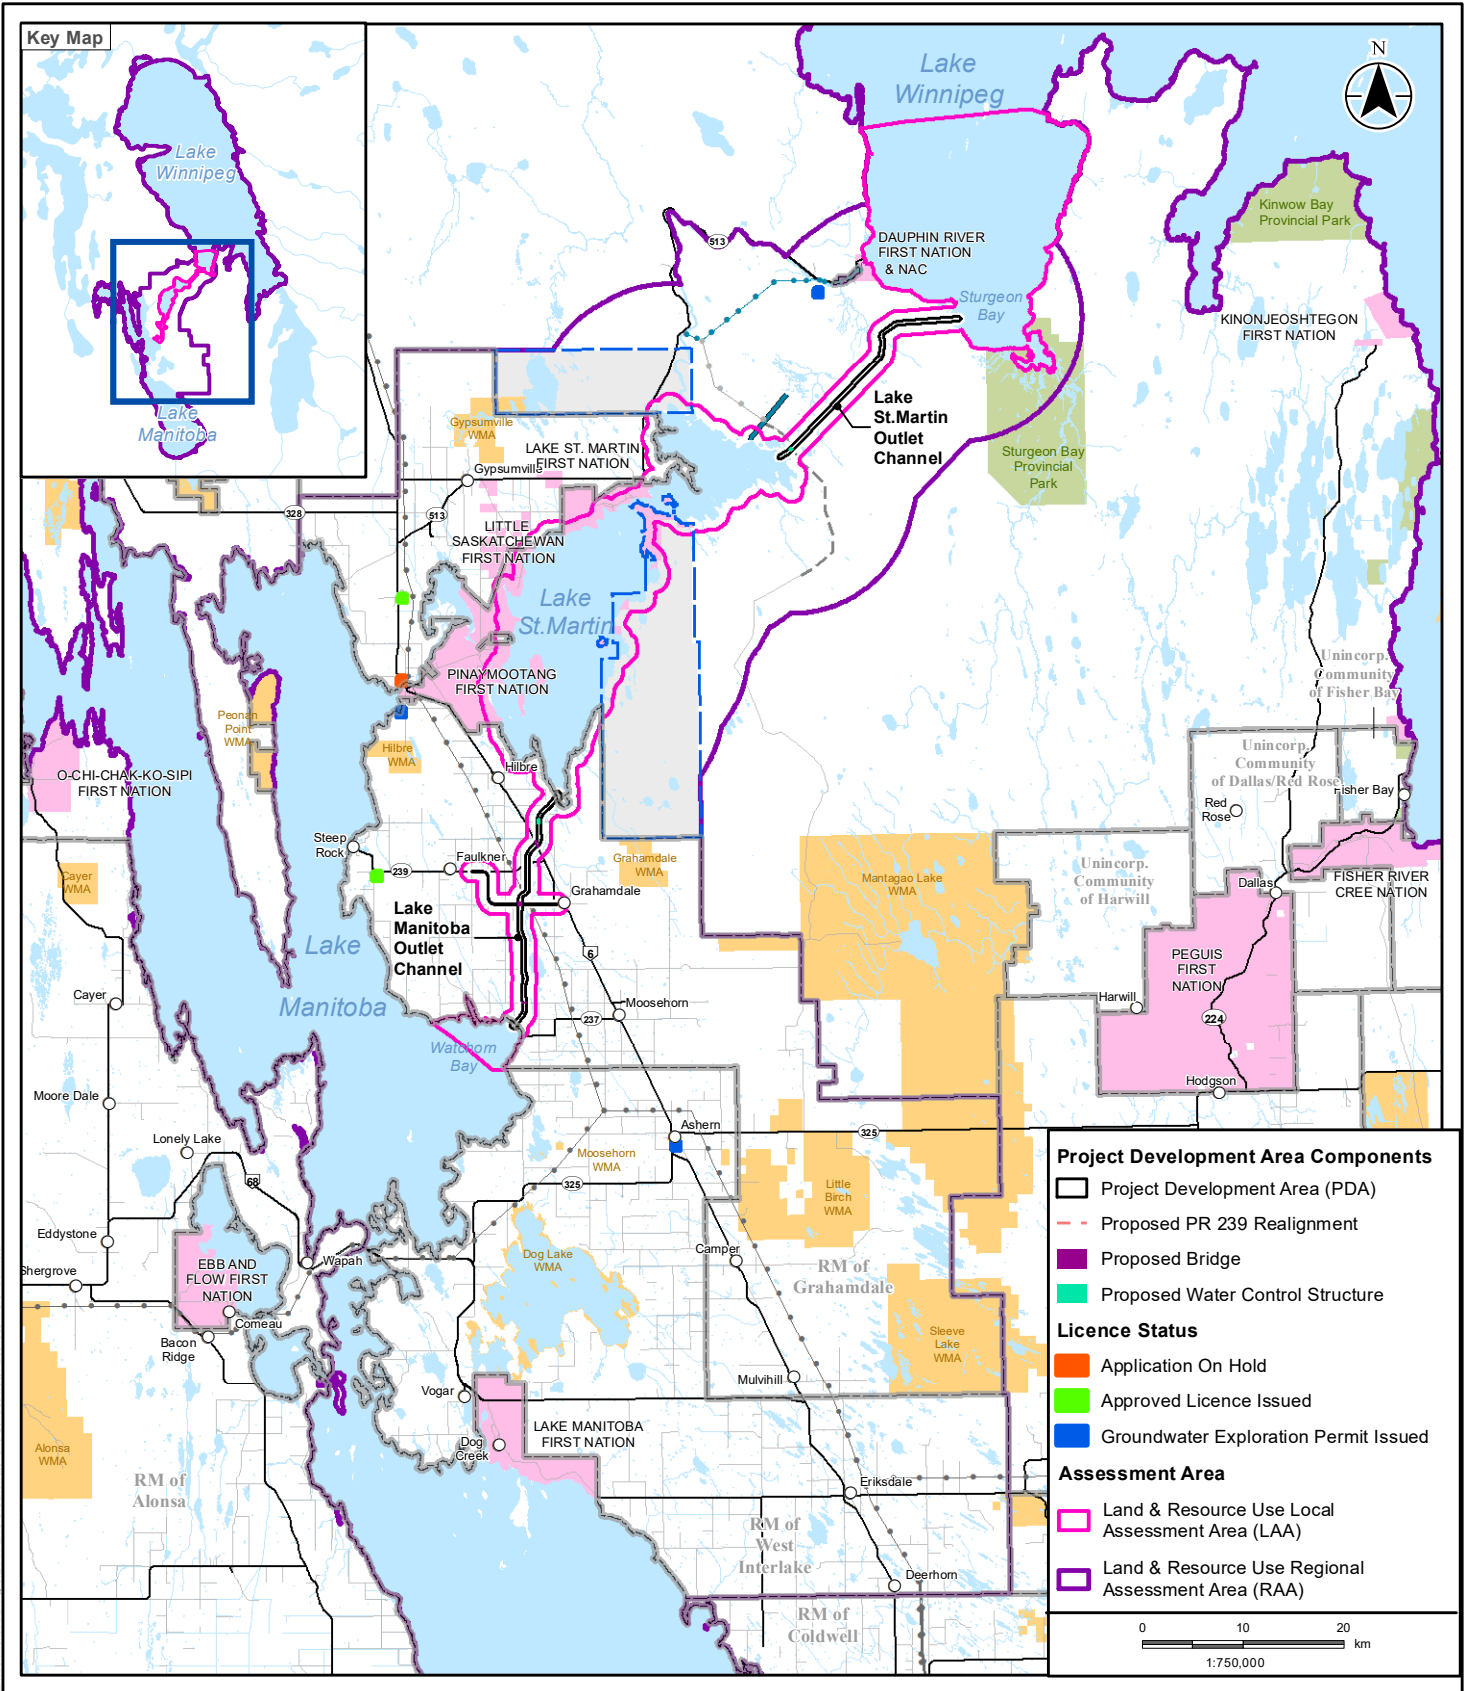 Key Map
Lake
Winnipeg
Lake
Manitoba
N
Lake
Winnipeg
Kinwow Bay
Provincial Park
513
DAUPHIN RIVER
FIRST NATION
& NAC
Sturgeon
Bay
KINONJEOSHTEGON
FIRST NATION
Lake
St.Martin
Outlet
Channel
Gypsumville
WMA
LAKE ST. MARTIN
FIRST NATION
Gypsumville
Sturgeon Bay
Provincial
Park
328
513
LITTLE
SASKATCHEWAN
FIRST NATION
Lake
St.Martin
PINAYMOOTANG
FIRST NATION
Unincorp.
Community
of Fisher Bay
Peonan
Point
WMA
Hilbre
WMA
Hilbre
O-CHI-CHAK-KO-SIPI
FIRST NATION
Unincorp.
Community
of Dallas/Red Rose
Red
Rose
Fisher Bay
Steep
Rock
239
Faulkner
Grahamdale
WMA
Grahamdale
Cayer
WMA
Mantagao Lake
WMA
Unincorp.
Community
of Harwill
Dallas
FISHER RIVER
CREE NATION
Lake
Manitoba
Outlet
Channel
Lake
Manitoba
6
PEGUIS
FIRST
NATION
Cayer
Moosehorn
237
Harwill
224
Watchorn
Bay
Hodgson
Moore Dale
Lonely Lake
Ashern
325
Moosehorn
WMA
68
325
Little
Birch
WMA
Eddystone
Camper
Dog Lake
WMA
Wapah
EBB AND
FLOW FIRST
NATION
RM of
Grahamdale
Shergrove
Comeau
Bacon
Ridge
Sleeve
Lake
WMA
Mulvihill
Vogar
LAKE MANITOBA
FIRST NATION
Dog
Creek
Alonsa
WMA
RM of
Alonsa
Eriksdale
RM of
West
Interlake
Deerhorn
RM of
Coldwell
Project Development Area Components
Project Development Area (PDA)
Proposed PR 239 Realignment
Proposed Bridge
Proposed Water Control Structure
Licence Status
Application On Hold
Approved Licence Issued
Groundwater Exploration Permit Issued
Assessment Area
Land & Resource Use Local
Assessment Area (LAA)
Land & Resource Use Regional
Assessment Area (RAA)
0 10 20
km
1:750,000